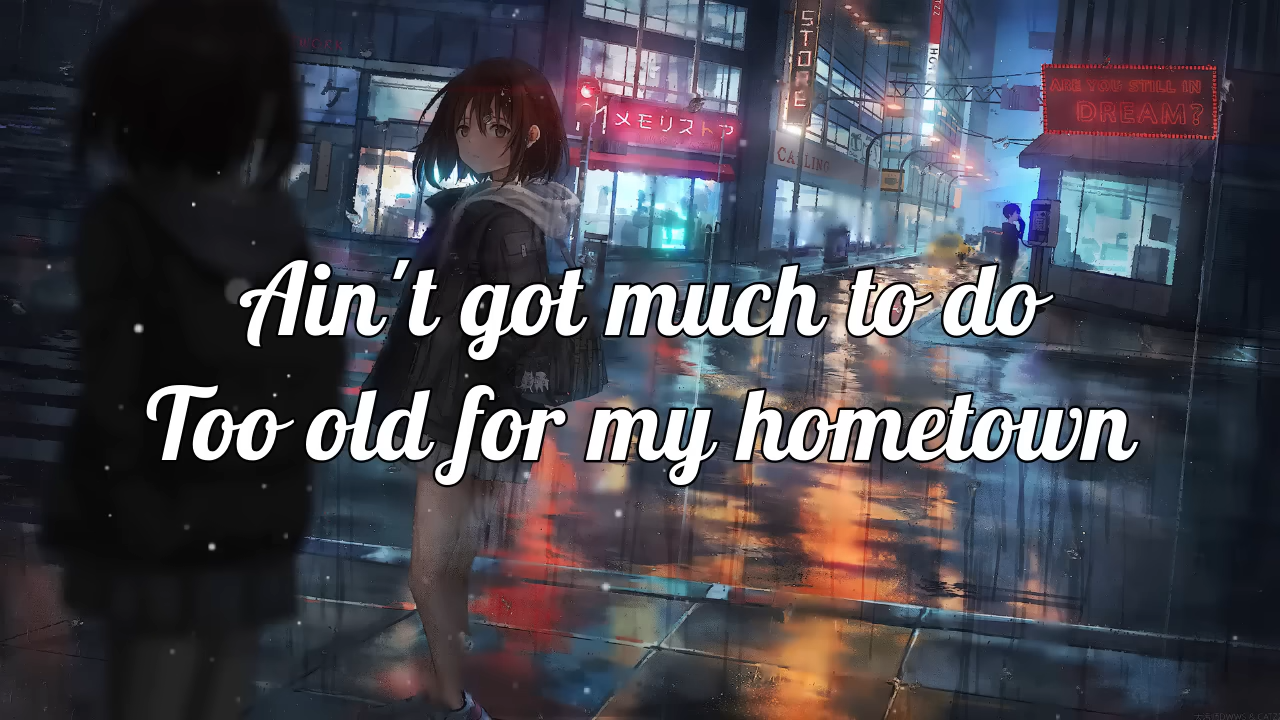 STORE
メモリストア
CALLING
ARE YOU STILL IN
DREAM?
Ain't got much to do
Too old for my hometown